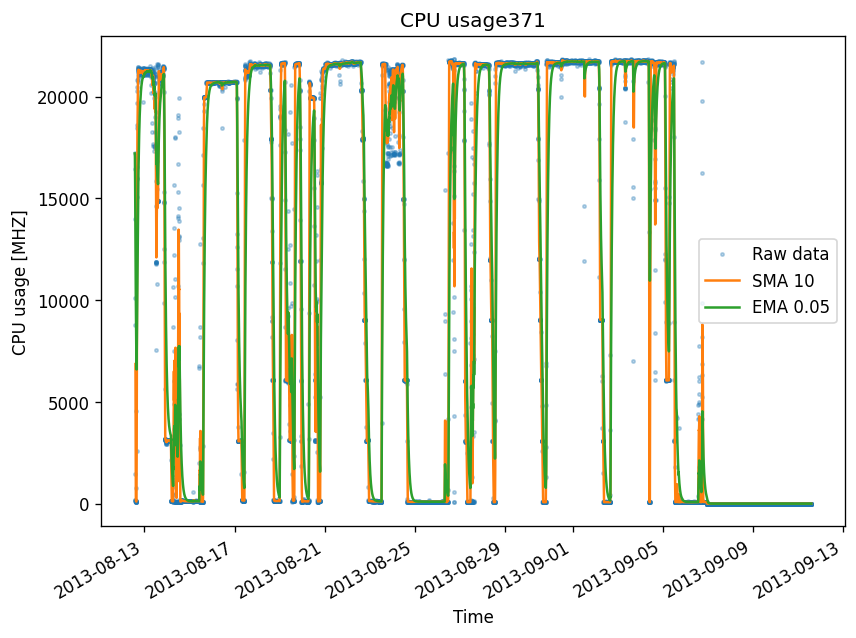 CPU usage371
CPU usage [MHZ]
20000
15000
10000
5000
0
Raw data
SMA 10
EMA 0.05
2013-08-13
2013-08-17
2013-08-21
2013-08-25
2013-08-29
2013-09-01
2013-09-05
2013-09-09
2013-09-13
Time